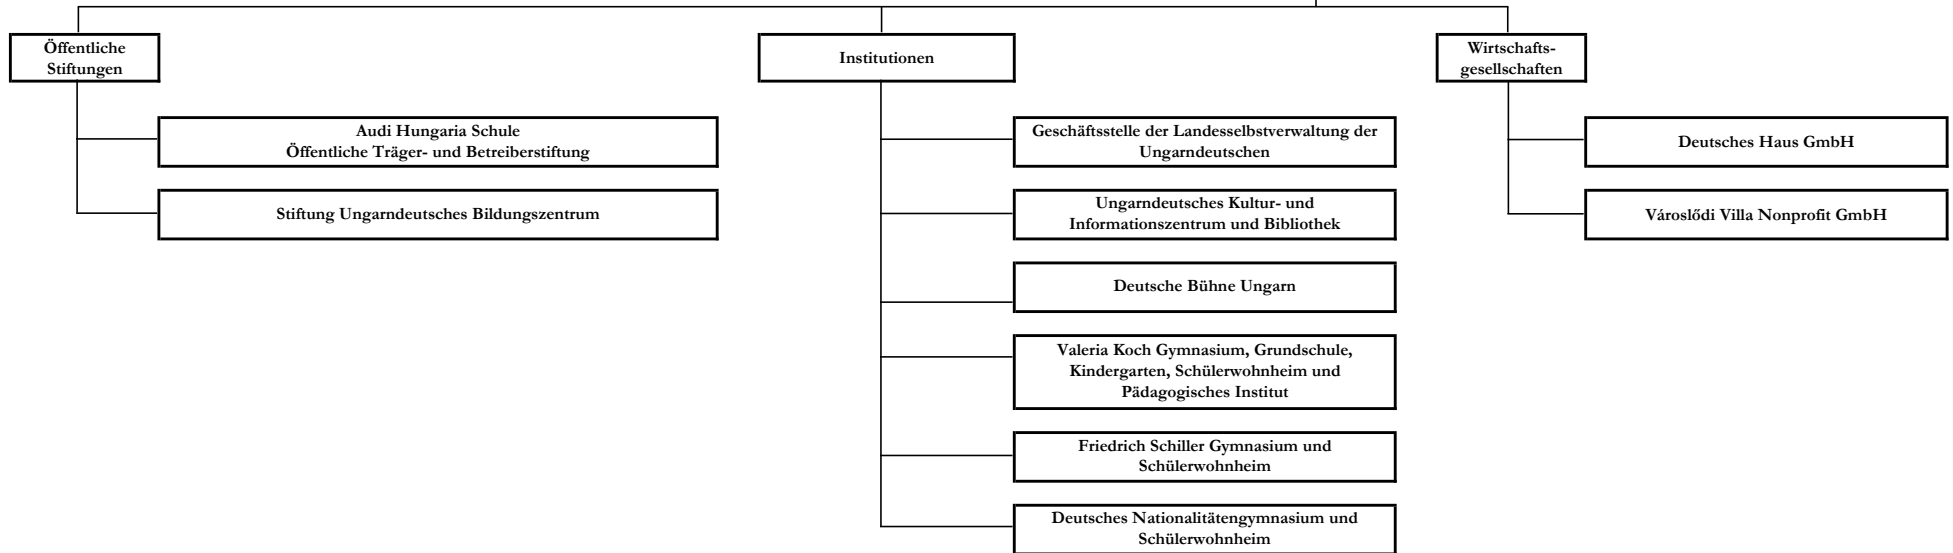 Öffentliche
Stiftungen
Audi Hungaria Schule
Öffentliche Träger- und Betreiberstiftung
Stiftung Ungarndeutsches Bildungszentrum
Institutionen
Geschäftsstelle der Landesselbstverwaltung der
Ungarndeutschen
Ungarndeutsches Kultur- und
Informationszentrum und Bibliothek
Deutsche Bühne Ungarn
Valeria Koch Gymnasium, Grundschule,
Kindergarten, Schülerwohnheim und
Pädagogisches Institut
Friedrich Schiller Gymnasium und
Schülerwohnheim
Deutsches Nationalitätengymnasium und
Schülerwohnheim
Wirtschafts-
gesellschaften
Deutsches Haus GmbH
Városlődi Villa Nonprofit GmbH